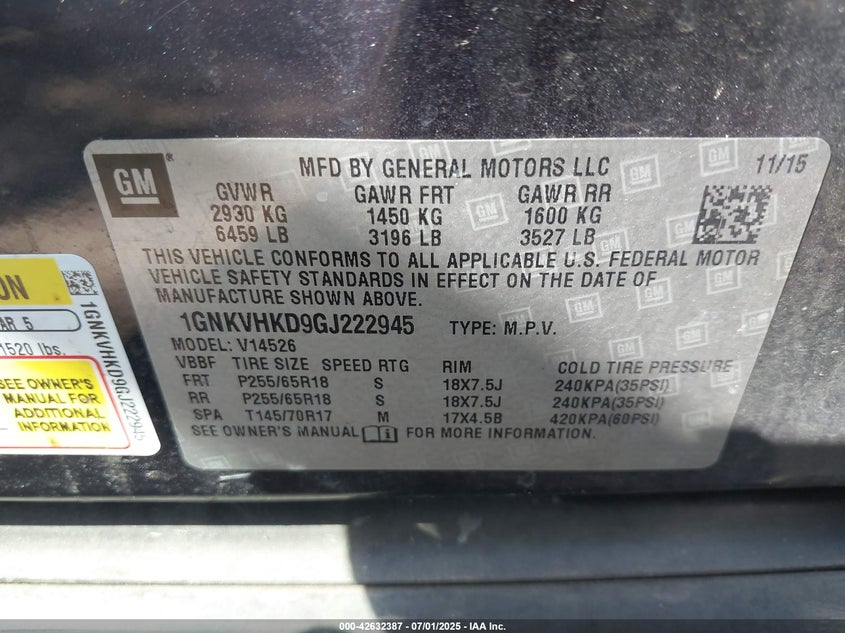 GM
®
MFD BY GENERAL MOTORS LLC
11/15
GVWR GAWR FRT GAWR RR
2930 KG 1450 KG 1600 KG
6459 LB 3196 LB 3527 LB
THIS VEHICLE CONFORMS TO ALL APPLICABLE U.S. FEDERAL MOTOR
VEHICLE SAFETY STANDARDS IN EFFECT ON THE DATE OF
MANUFACTURE SHOWN ABOVE.
1GNKVHKD9GJ222945 TYPE: M.P.V.
MODEL: V14526
VBBF TIRE SIZE SPEED RTG RIM COLD TIRE PRESSURE
FRT P255/65R18 S 18X7.5J 240KPA(35PSI)
RR P255/65R18 S 18X7.5J 240KPA(35PSI)
SPA T145/70R17 M 17X4.5B 420KPA(60PSI)
SEE OWNER'S MANUAL FOR MORE INFORMATION.
ON
AR 5
1520 lbs.
SEE OWNER'S
MANUAL FOR
ADDITIONAL
INFORMATION
1GNKVHKD9GJ222945
000-42632387 - 07/01/2025 - IAA Inc.